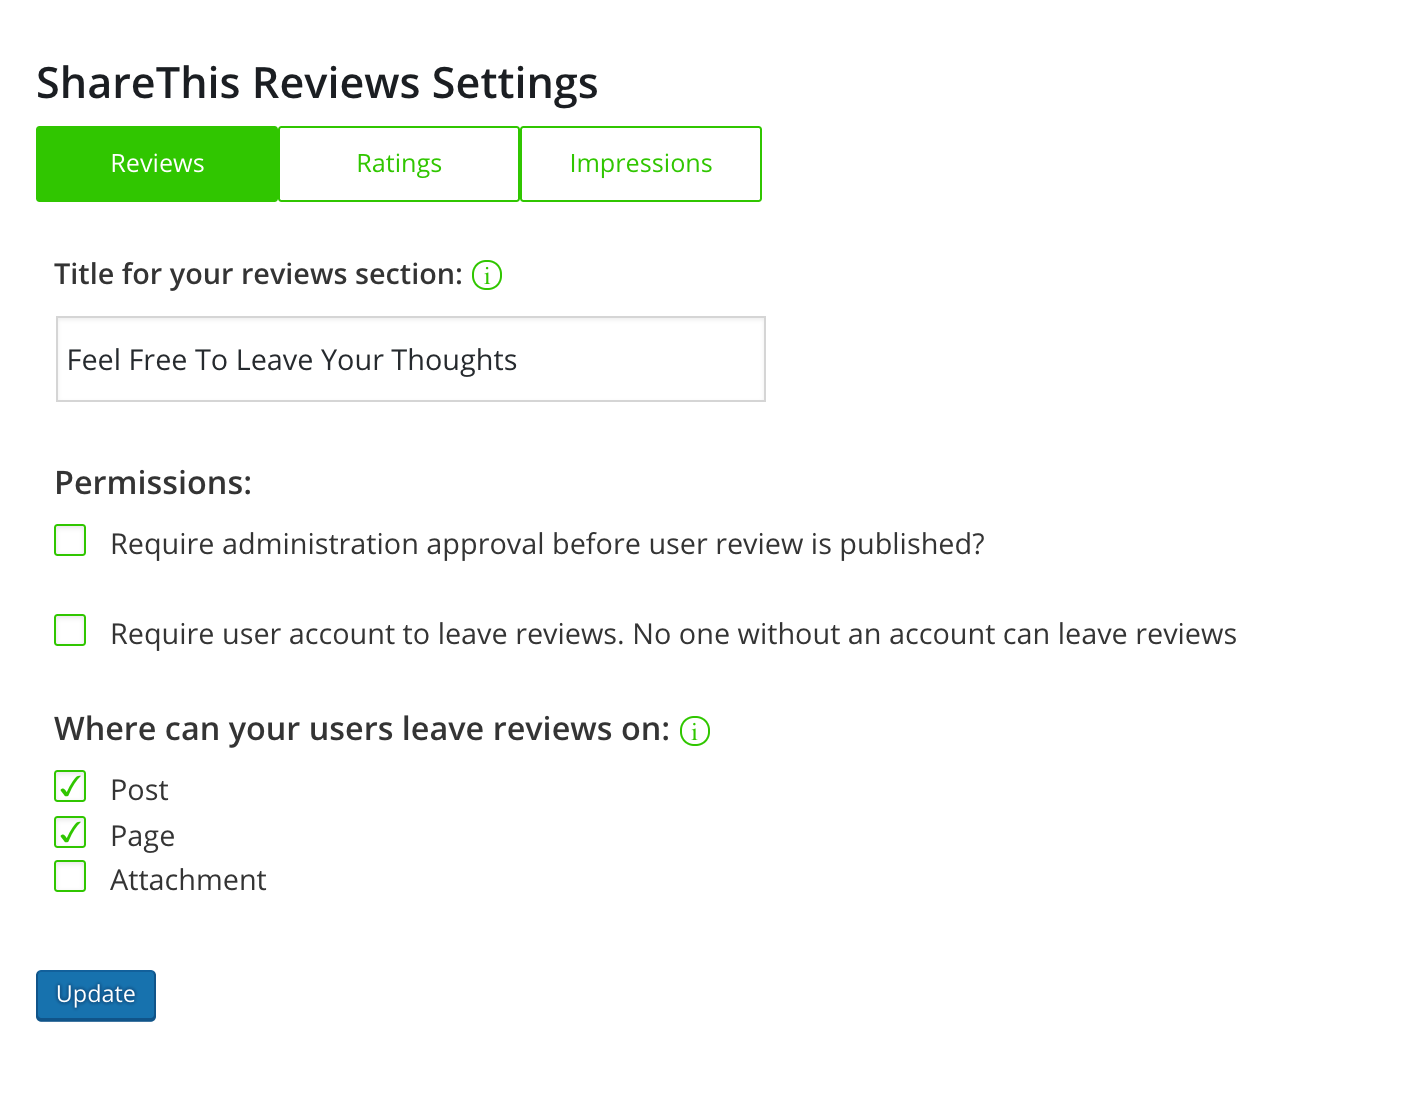 ShareThis Reviews Settings
Reviews Ratings Impressions
Title for your reviews section: i
Feel Free To Leave Your Thoughts
Permissions:
Require administration approval before user review is published?
Require user account to leave reviews. No one without an account can leave reviews
Where can your users leave reviews on: i
Post
Page
Attachment
Update